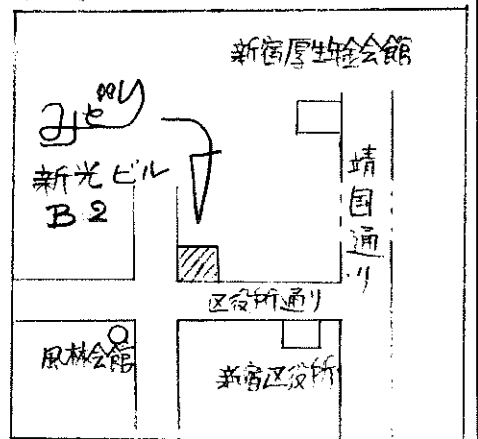 新宿厚生年金会館
みどり
新光ビル
B2
靖国通り
区役所通り
風林会館
新宿区役所